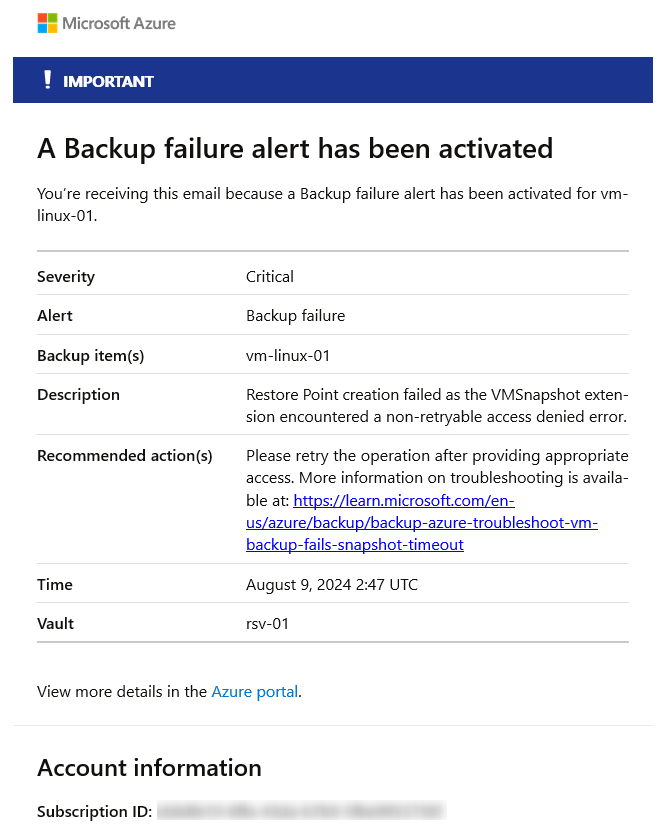 Microsoft Azure
! IMPORTANT
A Backup failure alert has been activated
You’re receiving this email because a Backup failure alert has been activated for vm-
linux-01.
Severity Critical
Alert Backup failure
Backup item(s) vm-linux-01
Description Restore Point creation failed as the VMSnapshot exten-
sion encountered a non-retryable access denied error.
Recommended action(s) Please retry the operation after providing appropriate
access. More information on troubleshooting is availa-
ble at: https://learn.microsoft.com/en-
us/azure/backup/backup-azure-troubleshoot-vm-
backup-fails-snapshot-timeout
Time August 9, 2024 2:47 UTC
Vault rsv-01
View more details in the Azure portal.
Account information
Subscription ID: